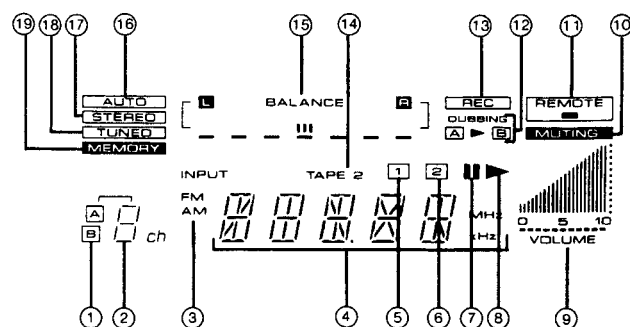 19 18 17 16 15 14 13 12 11 10
AUTO
STEREO
TUNED
MEMORY
L BALANCE R
REC
DUBBING
A B
REMOTE
MUTING
INPUT TAPE 2 1 2
FM
AM
MHz
kHz
A
B
ch
0 5 10
VOLUME
1 2 3 4 5 6 7 8 9